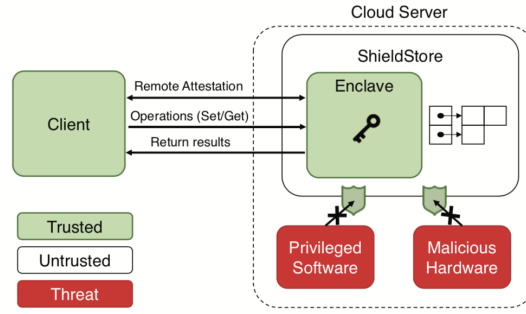 Cloud Server
ShieldStore
Client
Remote Attestation
Operations (Set/Get)
Return results
Enclave
Privileged
Software
Malicious
Hardware
Trusted
Untrusted
Threat